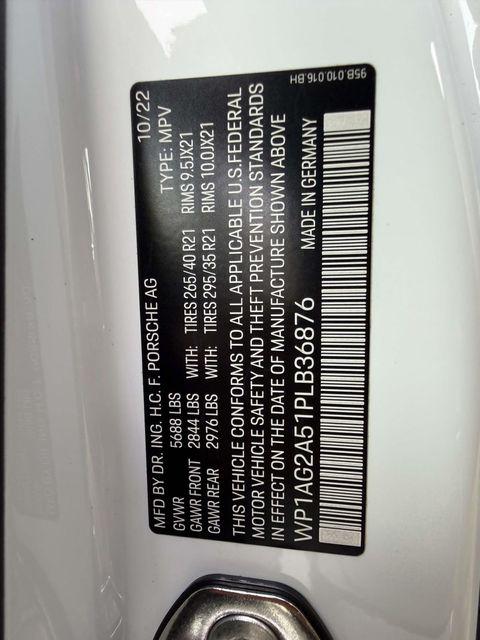 95B.010.016.BH
MFD BY DR. ING. H.C. F. PORSCHE AG 10/22
GVWR 5688 LBS TYPE: MPV
GAWR FRONT 2844 LBS WITH: TIRES 265/40 R21 RIMS 9.5JX21
GAWR REAR 2976 LBS WITH: TIRES 295/35 R21 RIMS 10.0JX21
THIS VEHICLE CONFORMS TO ALL APPLICABLE U.S.FEDERAL
MOTOR VEHICLE SAFETY AND THEFT PREVENTION STANDARDS
IN EFFECT ON THE DATE OF MANUFACTURE SHOWN ABOVE
WP1AG2A51PLB36876 MADE IN GERMANY